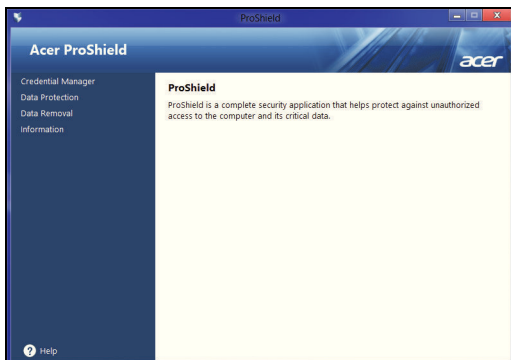 ProShield
Acer ProShield
acer
Credential Manager
Data Protection
Data Removal
Information
ProShield
ProShield is a complete security application that helps protect against unauthorized
access to the computer and its critical data.
? Help